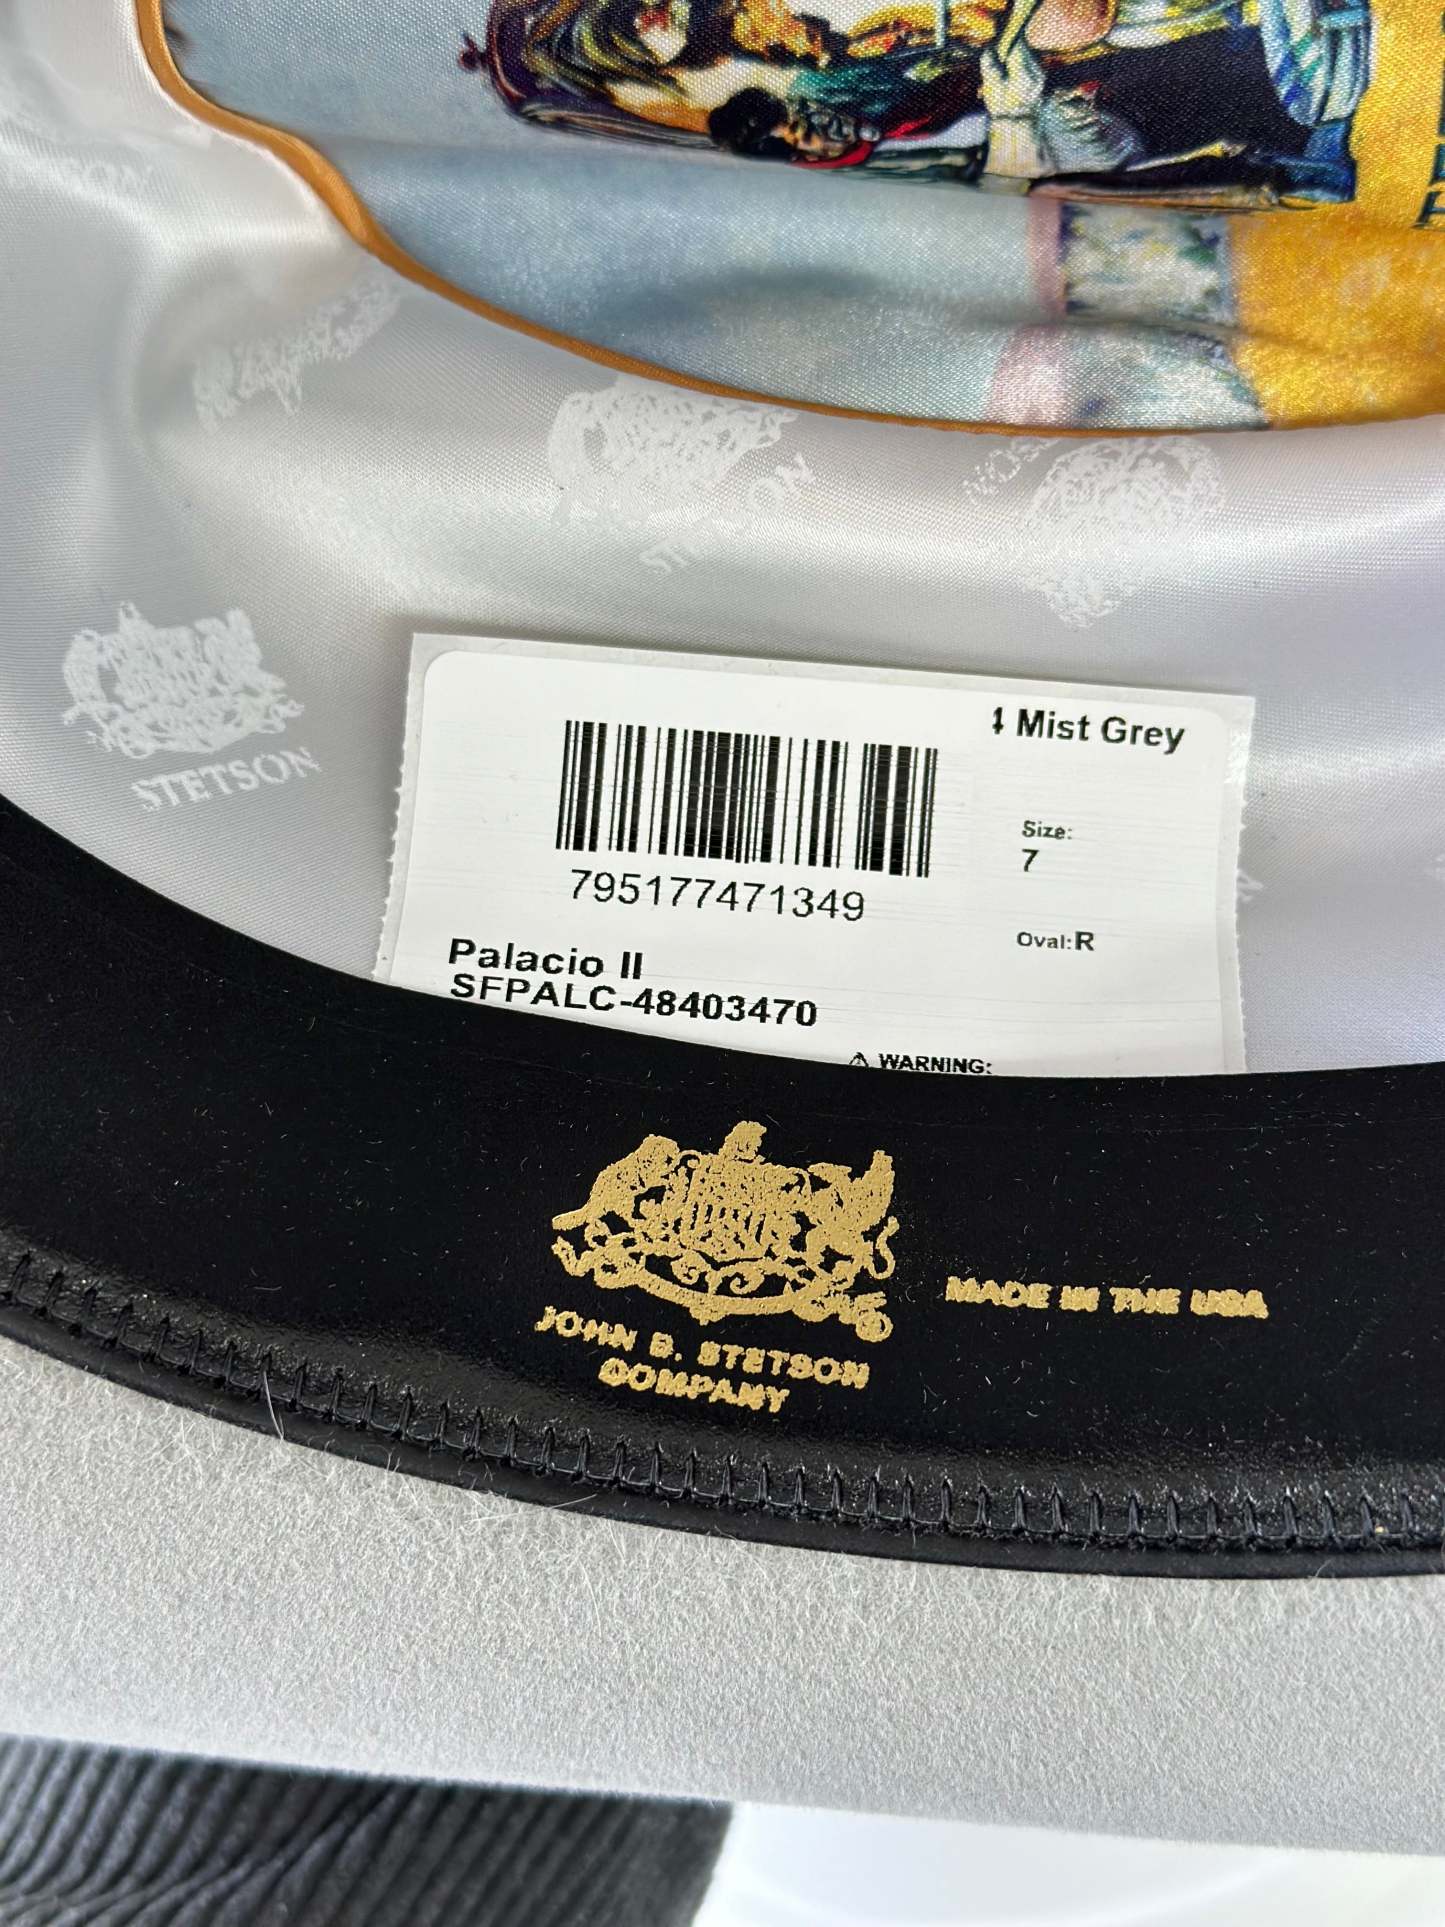 Mist Grey
Size:
7
795177471349
Oval:R
Palacio II
SFPALC-48403470
⚠ WARNING:
STETSON
STETSON
STETSON
JOHN B. STETSON
COMPANY
MADE IN THE USA